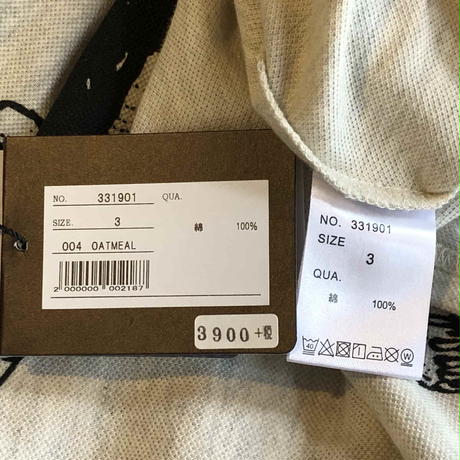 NO. 331901 QUA.
SIZE. 3
綿 100%
004 OATMEAL
2 000000 002187
3900+税
NO. 331901
SIZE
3
QUA.
綿 100%
40
W